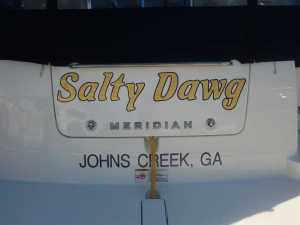 Salty Dawg
MERIDIAN
JOHNS CREEK, GA